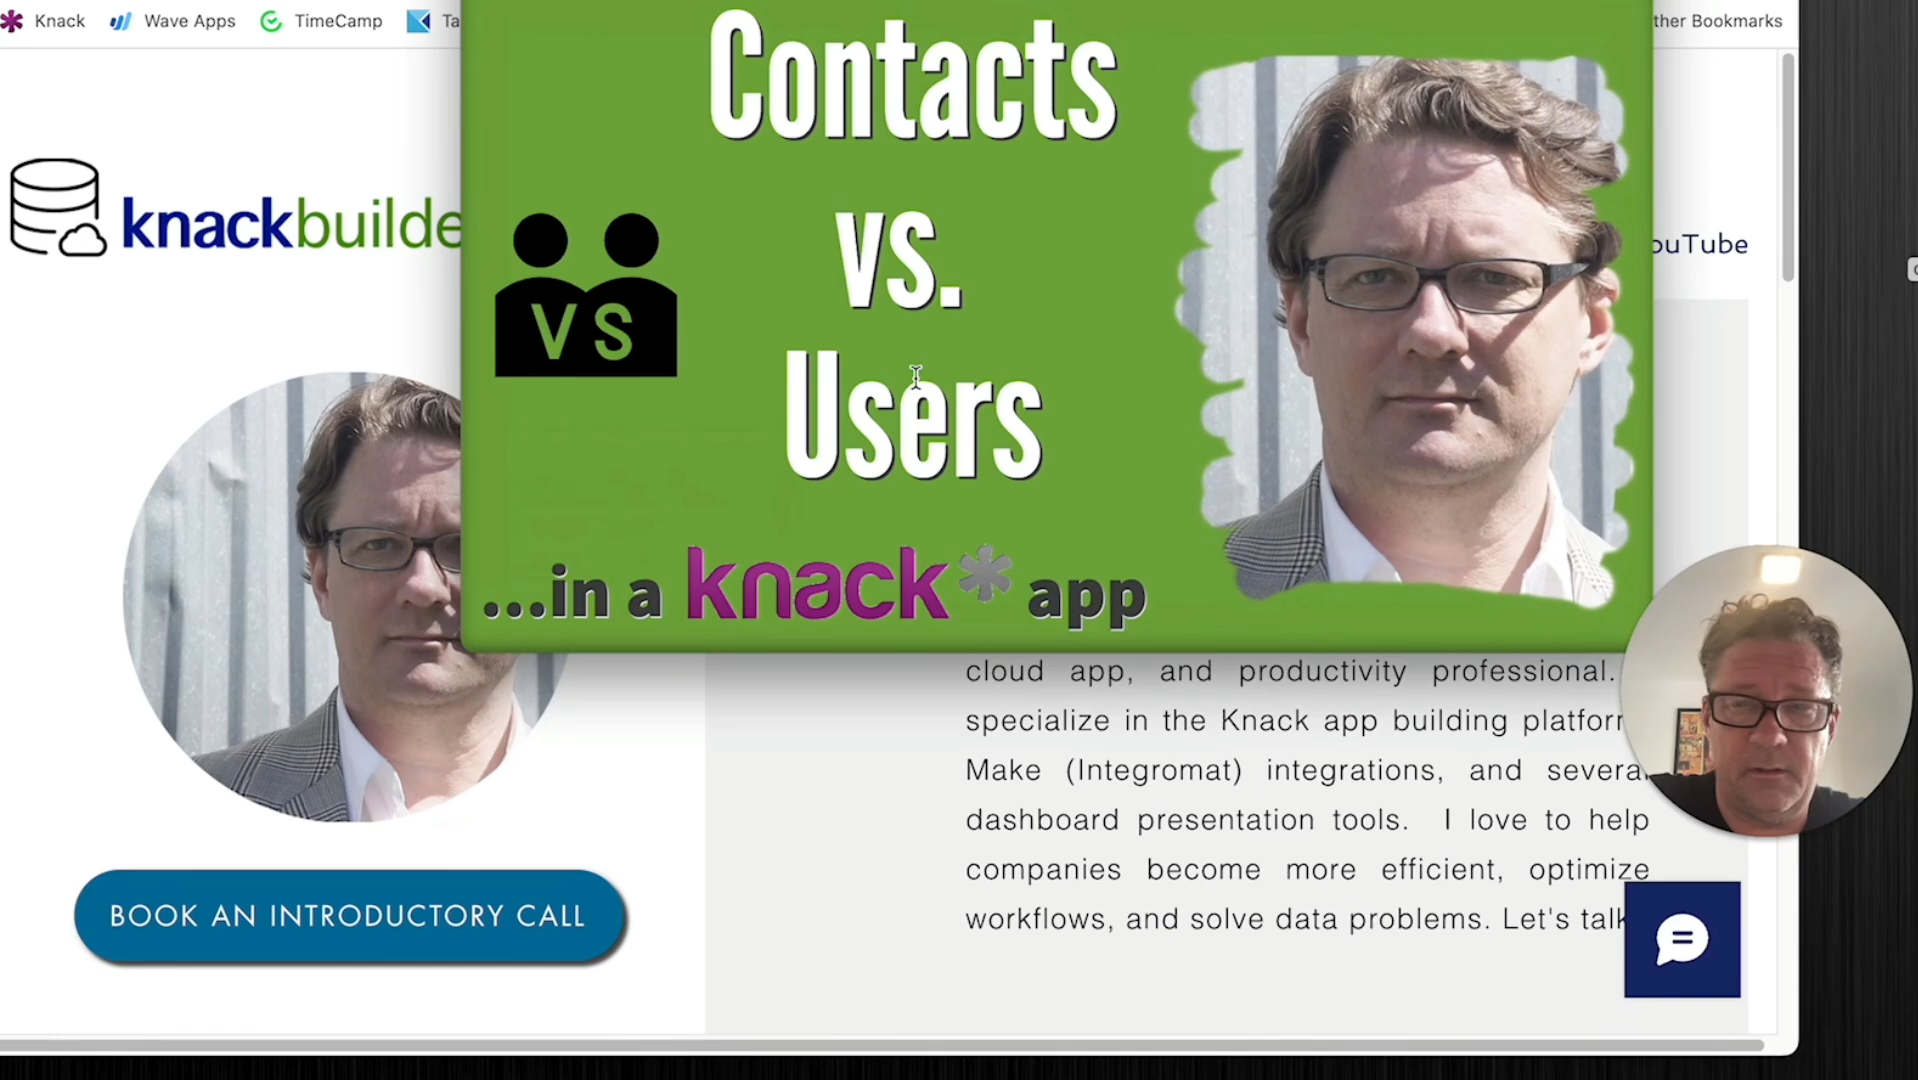 Knack Wave Apps TimeCamp Ta
ther Bookmarks
Contacts
vs.
Users
VS
...in a knack* app
knackbuilde
ouTube
cloud app, and productivity professional.
specialize in the Knack app building platfor
Make (Integromat) integrations, and several
dashboard presentation tools. I love to help
companies become more efficient, optimize
workflows, and solve data problems. Let's talk
BOOK AN INTRODUCTORY CALL